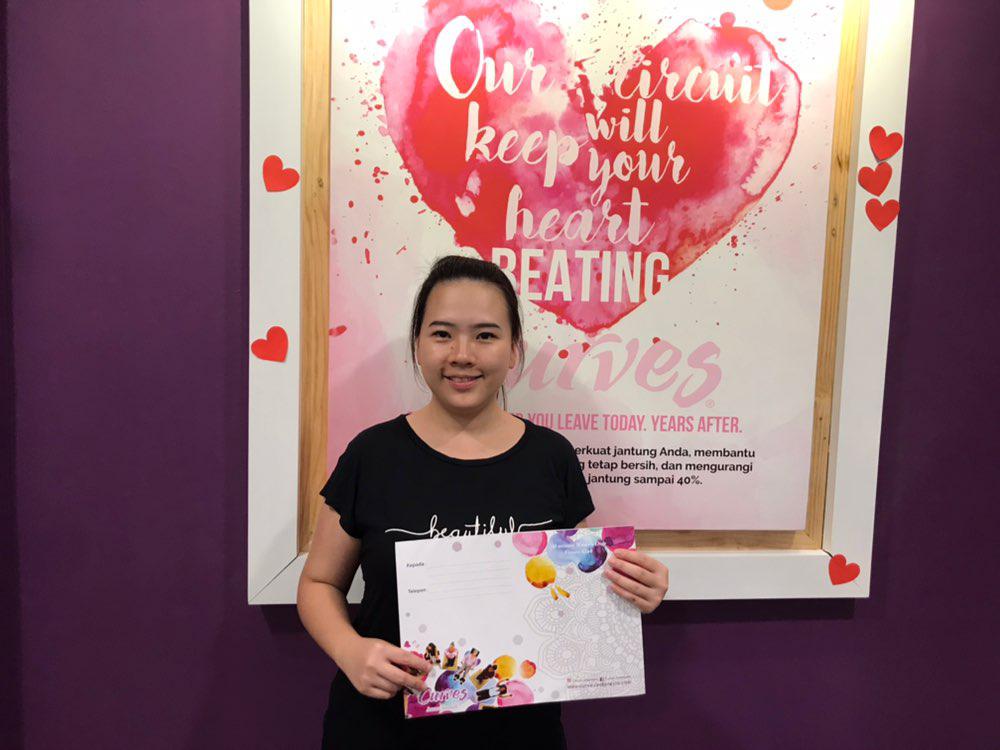 Our circuit
will
keep your
heart
BEATING
Curves
YOU LEAVE TODAY. YEARS AFTER.
jantung Anda, membantu
tetap bersih, dan mengurangi
jantung sampai 40%.
beautiful
Kepada :
Telepon :
Curves